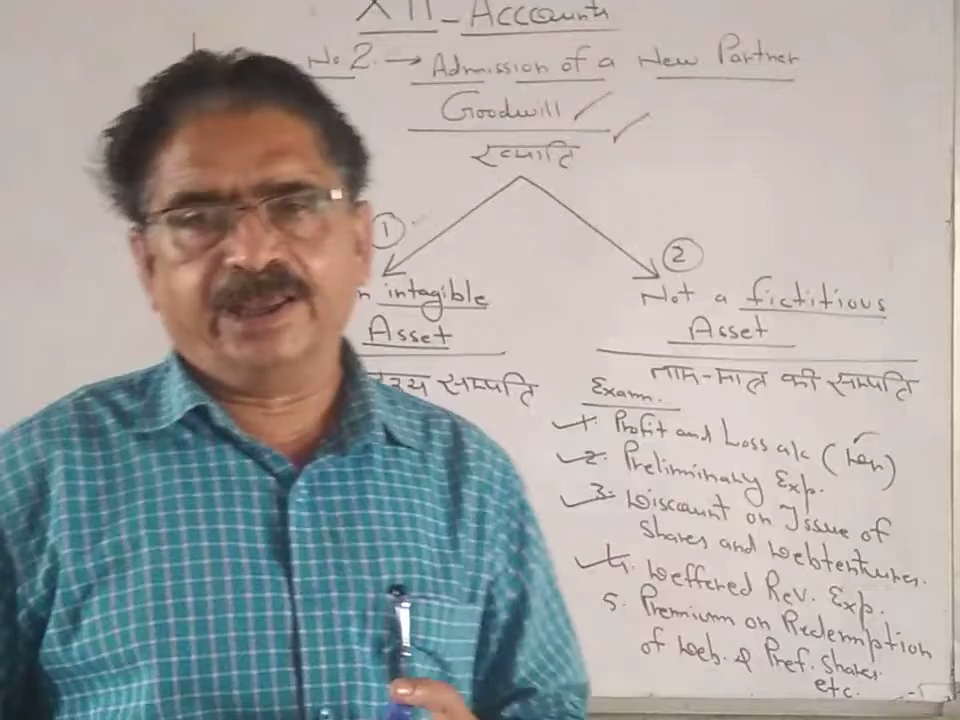 XII - Accounts
No 2. → Admission of a New Partner
Goodwill
ख्याति
①
intagible
Asset
सम्पत्ति
②
Not a fictitious
Asset
नाम-मात्र की सम्पत्ति
Exam.
1. Profit and Loss a/c (Loss)
2. Preliminary Exp.
3. Discount on Issue of
Shares and Debtentures.
4. Deffered Rev. Exp.
5. Premium on Redemption
of Deb. & Pref. Shares
etc.